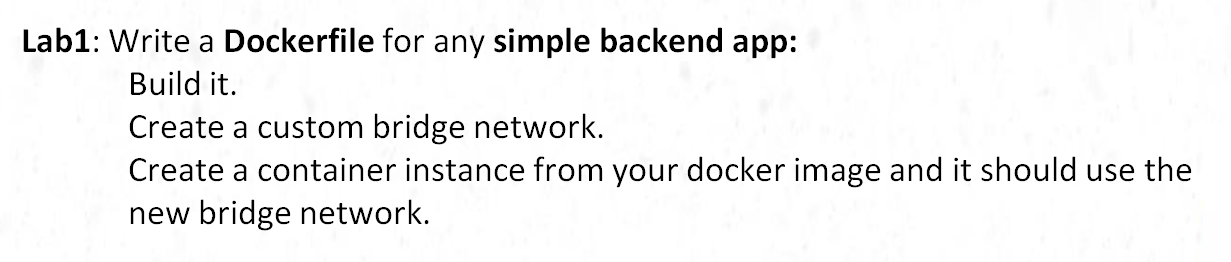 Lab1: Write a Dockerfile for any simple backend app:
Build it.
Create a custom bridge network.
Create a container instance from your docker image and it should use the
new bridge network.